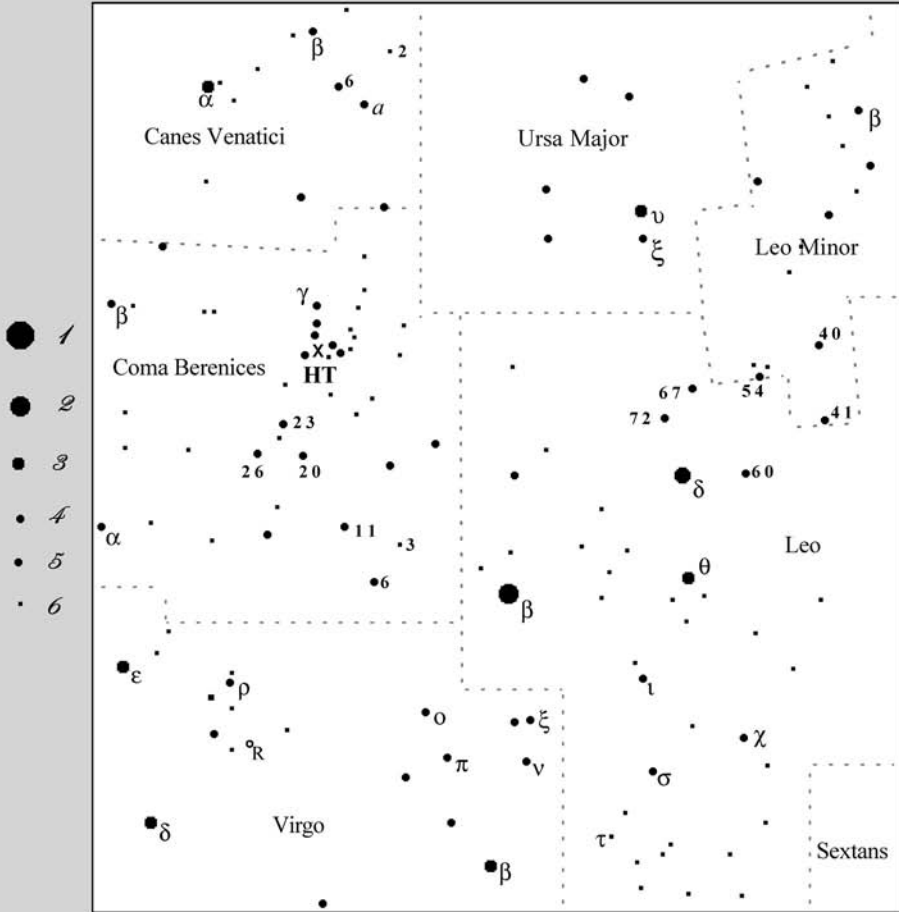 β
2
6
α
a
Canes Venatici
Ursa Major
β
υ
ξ
Leo Minor
γ
β
1
40
X
Coma Berenices
HT
54
67
2
72
41
23
3
26
20
60
δ
4
11
α
3
Leo
5
θ
6
6
β
ε
ρ
ι
ο
ξ
R
χ
π
ν
σ
δ
Virgo
τ
Sextans
β